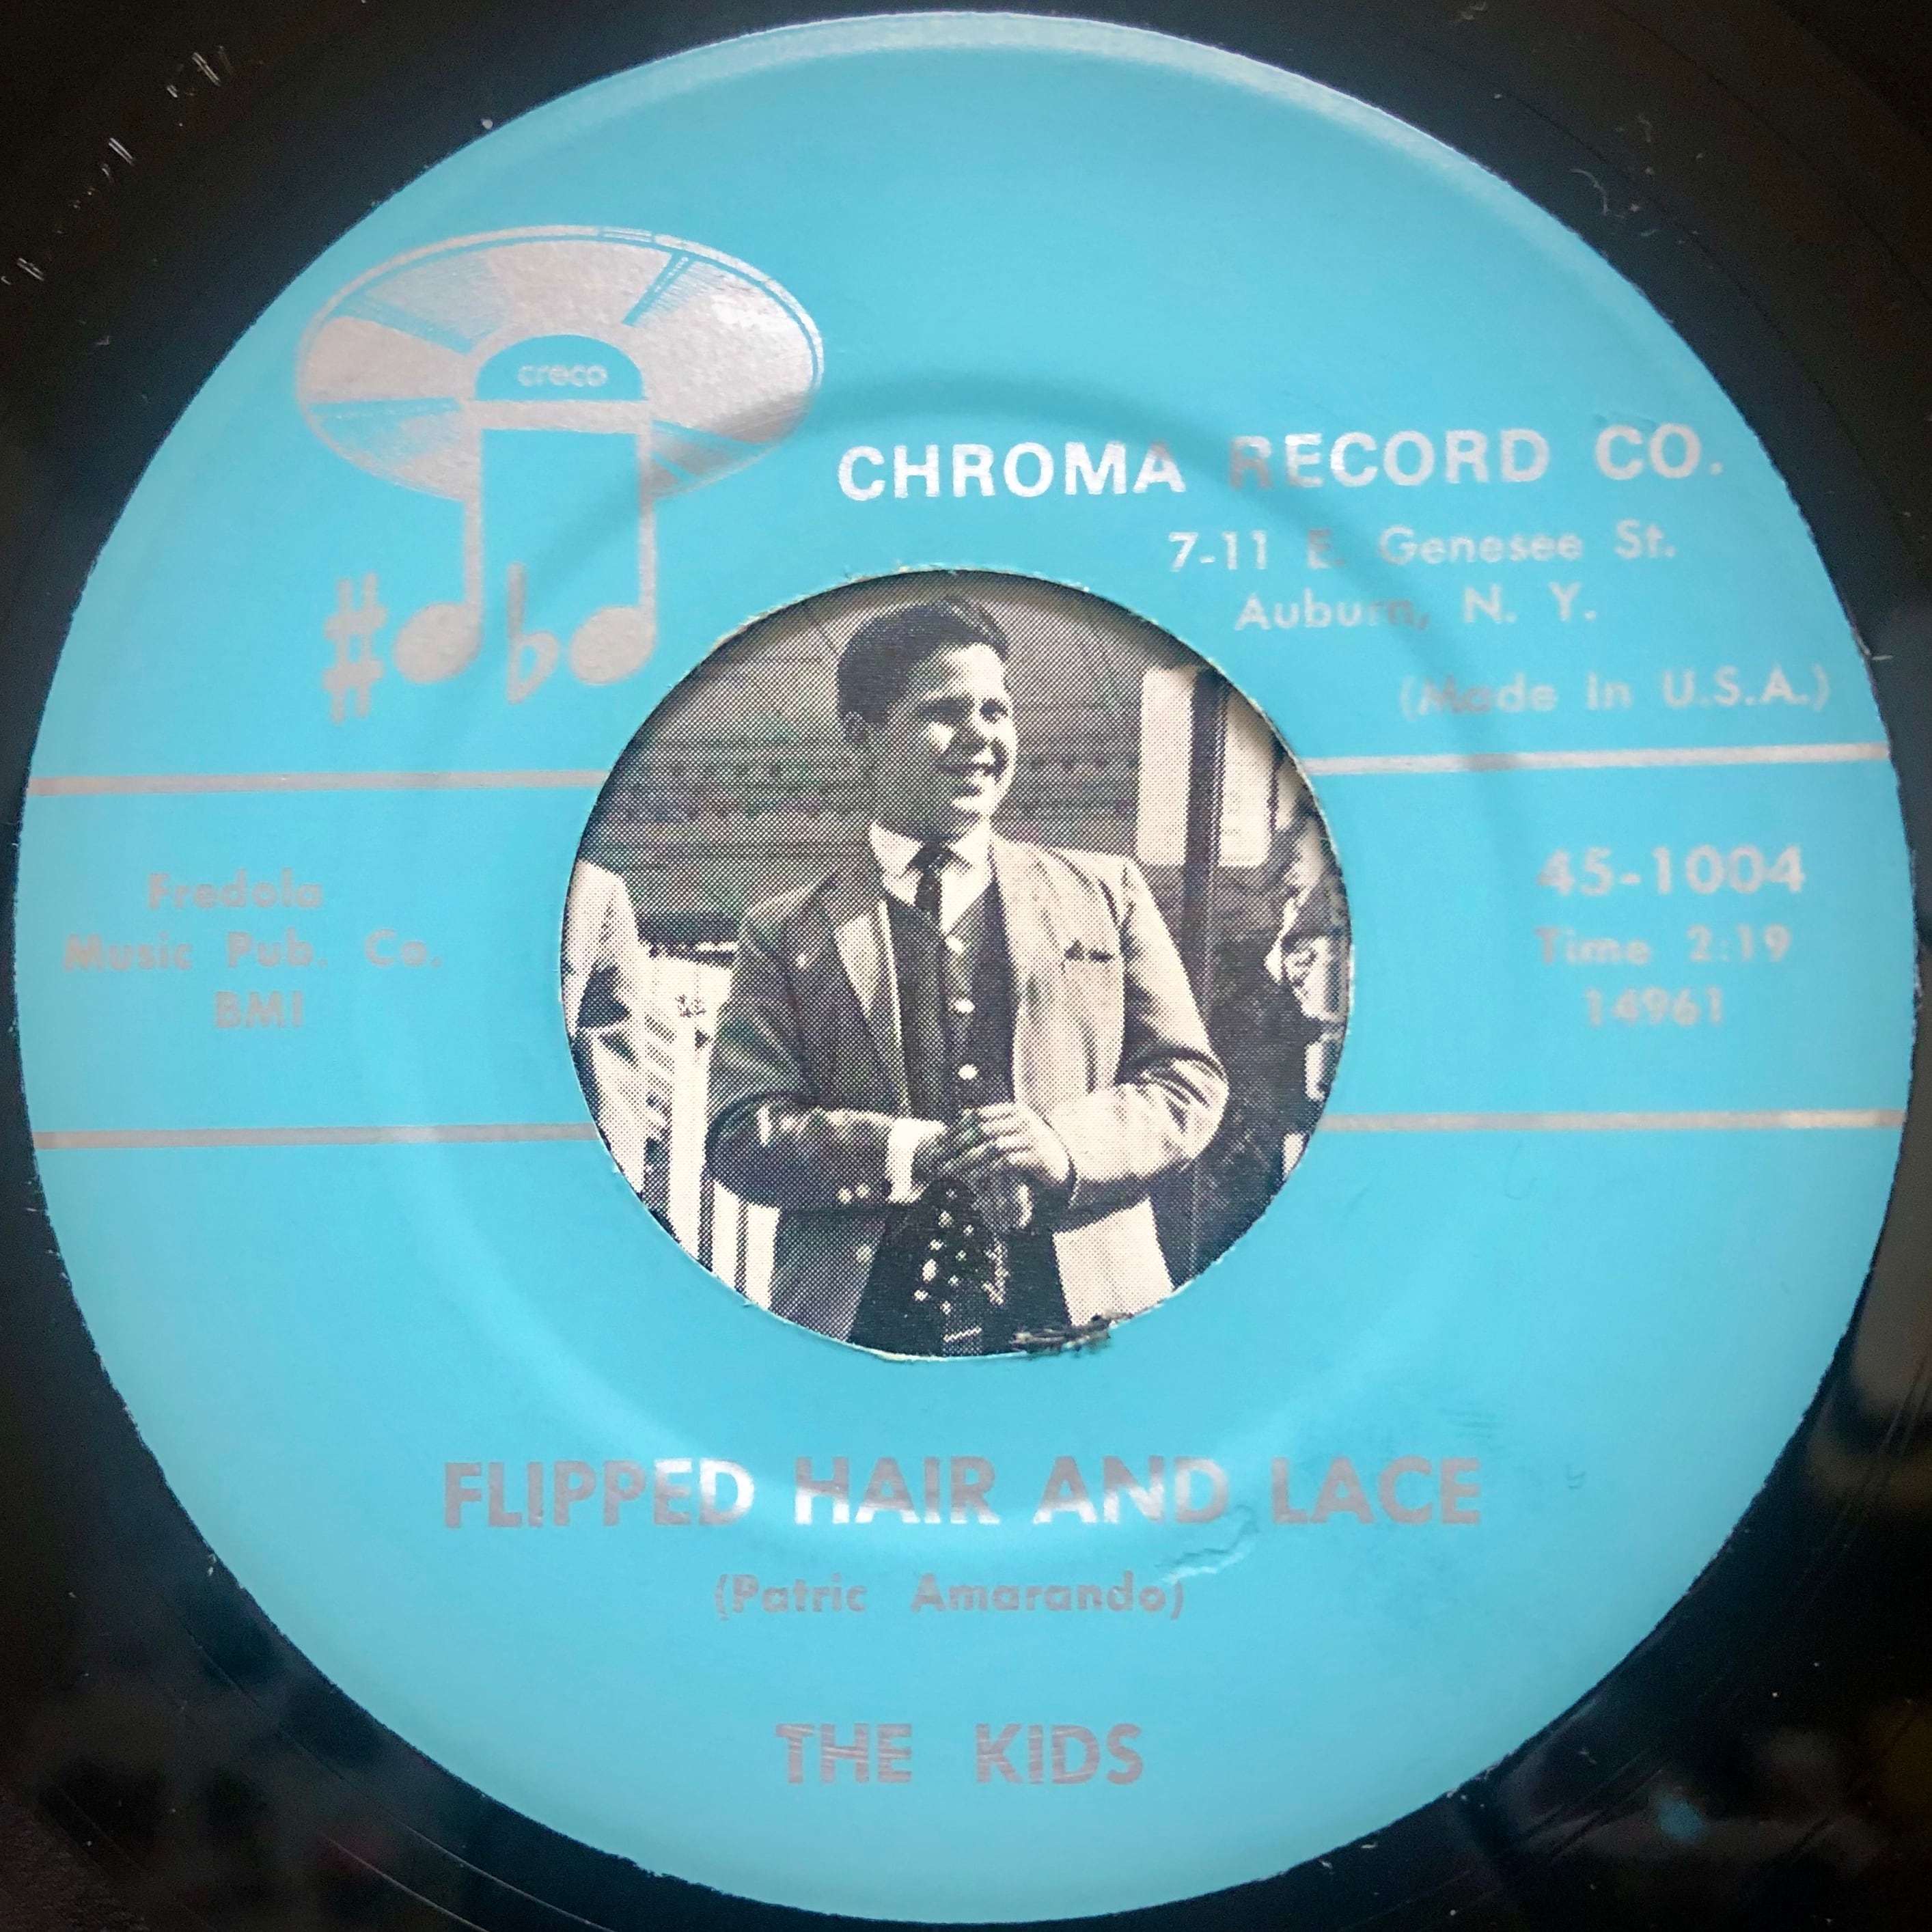 creco
CHROMA RECORD CO.
7-11 E. Genesee St.
Auburn, N. Y.
(Made In U.S.A.)
Fredola
Music Pub. Co.
BMI
45-1004
Time 2:19
14961
FLIPPED HAIR AND LACE
(Patric Amarando)
THE KIDS